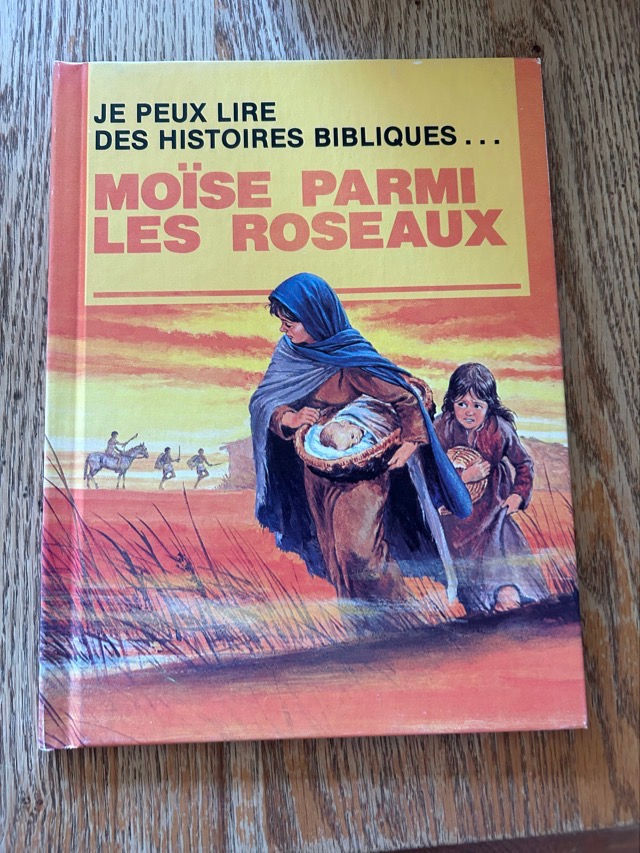 JE PEUX LIRE
DES HISTOIRES BIBLIQUES...
MOÏSE PARMI
LES ROSEAUX